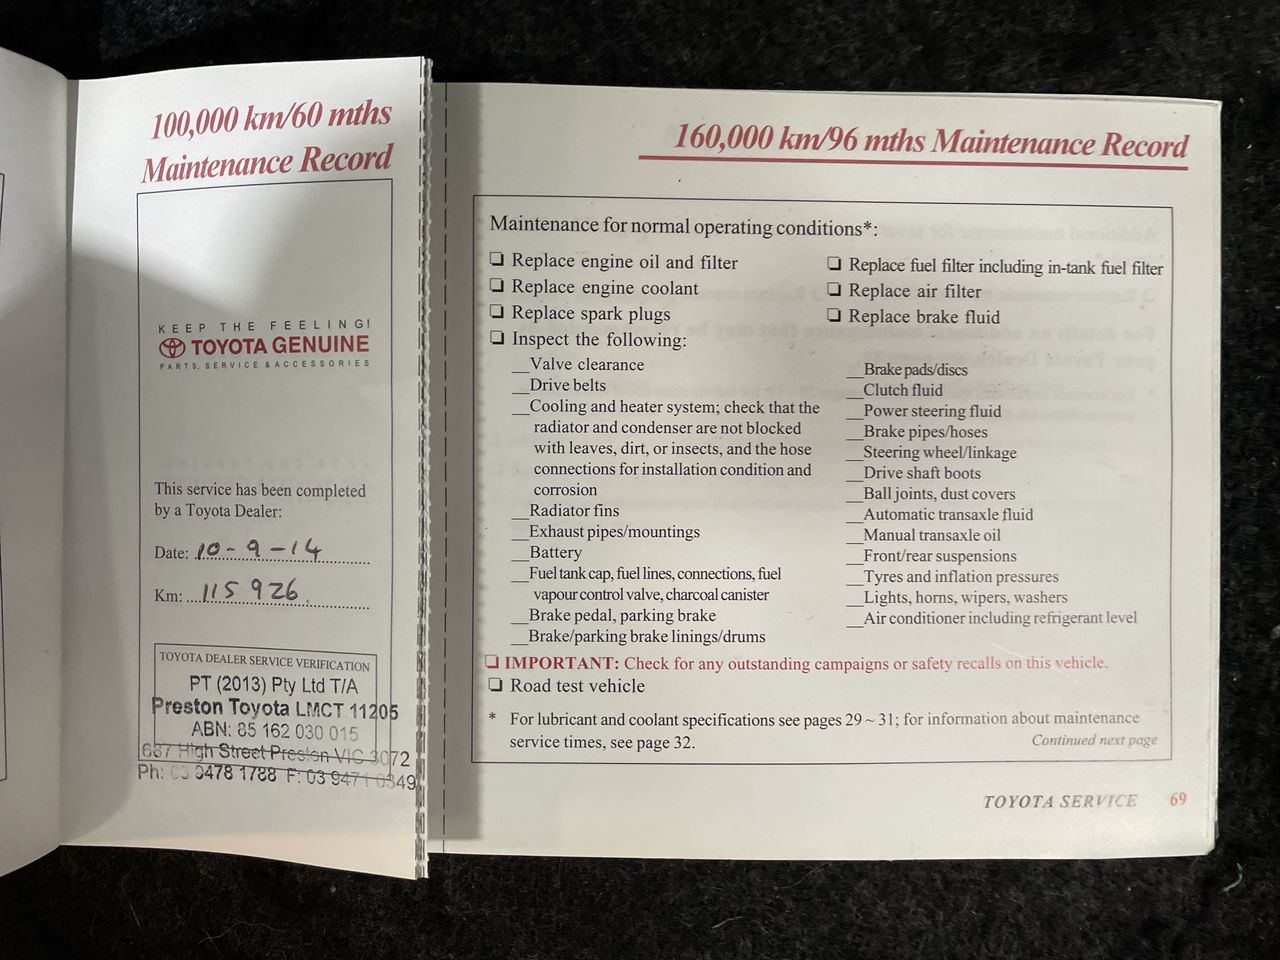 100,000 km/60 mths
Maintenance Record
KEEP THE FEELING!
TOYOTA GENUINE
PARTS, SERVICE & ACCESSORIES
This service has been completed
by a Toyota Dealer:
Date: 10-9-14
Km: 115 926
TOYOTA DEALER SERVICE VERIFICATION
PT (2013) Pty Ltd T/A
Preston Toyota LMCT 11205
ABN: 85 162 030 015
637 High Street Preston VIC 3072
Ph: 03 9478 1788 F: 03 9471 0349
160,000 km/96 mths Maintenance Record
Maintenance for normal operating conditions*:
❏ Replace engine oil and filter
❏ Replace engine coolant
❏ Replace spark plugs
❏ Inspect the following:
__Valve clearance
__Drive belts
__Cooling and heater system; check that the
radiator and condenser are not blocked
with leaves, dirt, or insects, and the hose
connections for installation condition and
corrosion
__Radiator fins
__Exhaust pipes/mountings
__Battery
__Fuel tank cap, fuel lines, connections, fuel
vapour control valve, charcoal canister
__Brake pedal, parking brake
__Brake/parking brake linings/drums
❏ Replace fuel filter including in-tank fuel filter
❏ Replace air filter
❏ Replace brake fluid
__Brake pads/discs
__Clutch fluid
__Power steering fluid
__Brake pipes/hoses
__Steering wheel/linkage
__Drive shaft boots
__Ball joints, dust covers
__Automatic transaxle fluid
__Manual transaxle oil
__Front/rear suspensions
__Tyres and inflation pressures
__Lights, horns, wipers, washers
__Air conditioner including refrigerant level
❏ IMPORTANT: Check for any outstanding campaigns or safety recalls on this vehicle.
❏ Road test vehicle
* For lubricant and coolant specifications see pages 29 ~ 31; for information about maintenance
service times, see page 32.
Continued next page
TOYOTA SERVICE 69